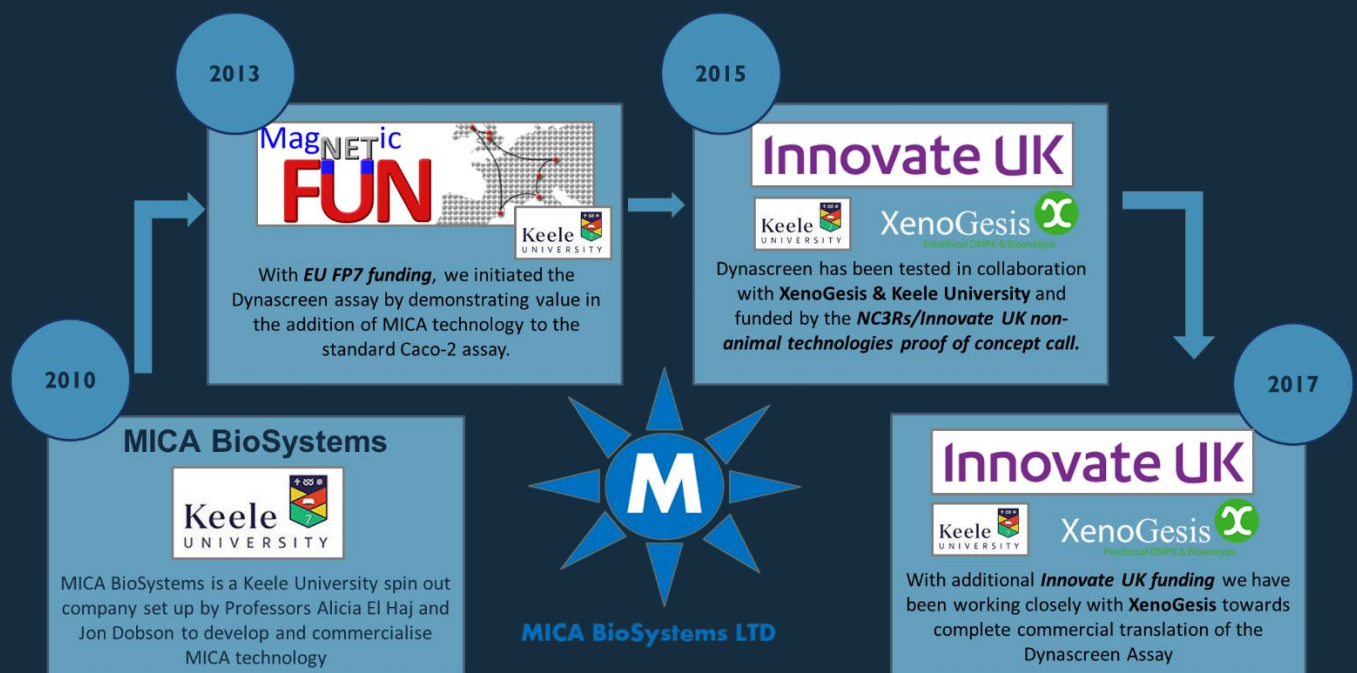 2010
MICA BioSystems
Keele
UNIVERSITY
MICA BioSystems is a Keele University spin out
company set up by Professors Alicia El Haj and
Jon Dobson to develop and commercialise
MICA technology
2013
MagNETic
FUN
Keele
UNIVERSITY
With EU FP7 funding, we initiated the
Dynascreen assay by demonstrating value in
the addition of MICA technology to the
standard Caco-2 assay.
2015
Innovate UK
Keele
UNIVERSITY
XenoGesis
Preclinical DMPK & Bioanalysis
Dynascreen has been tested in collaboration
with XenoGesis & Keele University and
funded by the NC3Rs/Innovate UK non-
animal technologies proof of concept call.
2017
Innovate UK
Keele
UNIVERSITY
XenoGesis
Preclinical DMPK & Bioanalysis
With additional Innovate UK funding we have
been working closely with XenoGesis towards
complete commercial translation of the
Dynascreen Assay
M
MICA BioSystems LTD